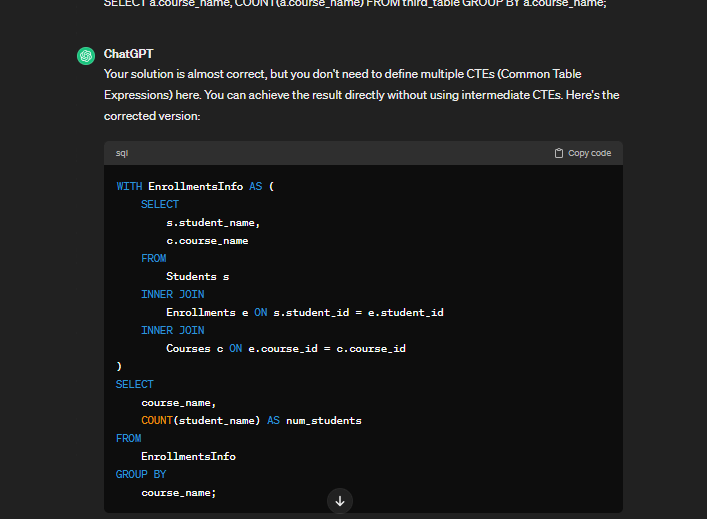 SELECT a.course_name, COUNT(a.course_name) FROM third_table GROUP BY a.course_name;
ChatGPT
Your solution is almost correct, but you don't need to define multiple CTEs (Common Table
Expressions) here. You can achieve the result directly without using intermediate CTEs. Here's the
corrected version:
sql
Copy code
WITH EnrollmentsInfo AS (
    SELECT
        s.student_name,
        c.course_name
    FROM
        Students s
    INNER JOIN
        Enrollments e ON s.student_id = e.student_id
    INNER JOIN
        Courses c ON e.course_id = c.course_id
)
SELECT
    course_name,
    COUNT(student_name) AS num_students
FROM
    EnrollmentsInfo
GROUP BY
    course_name;